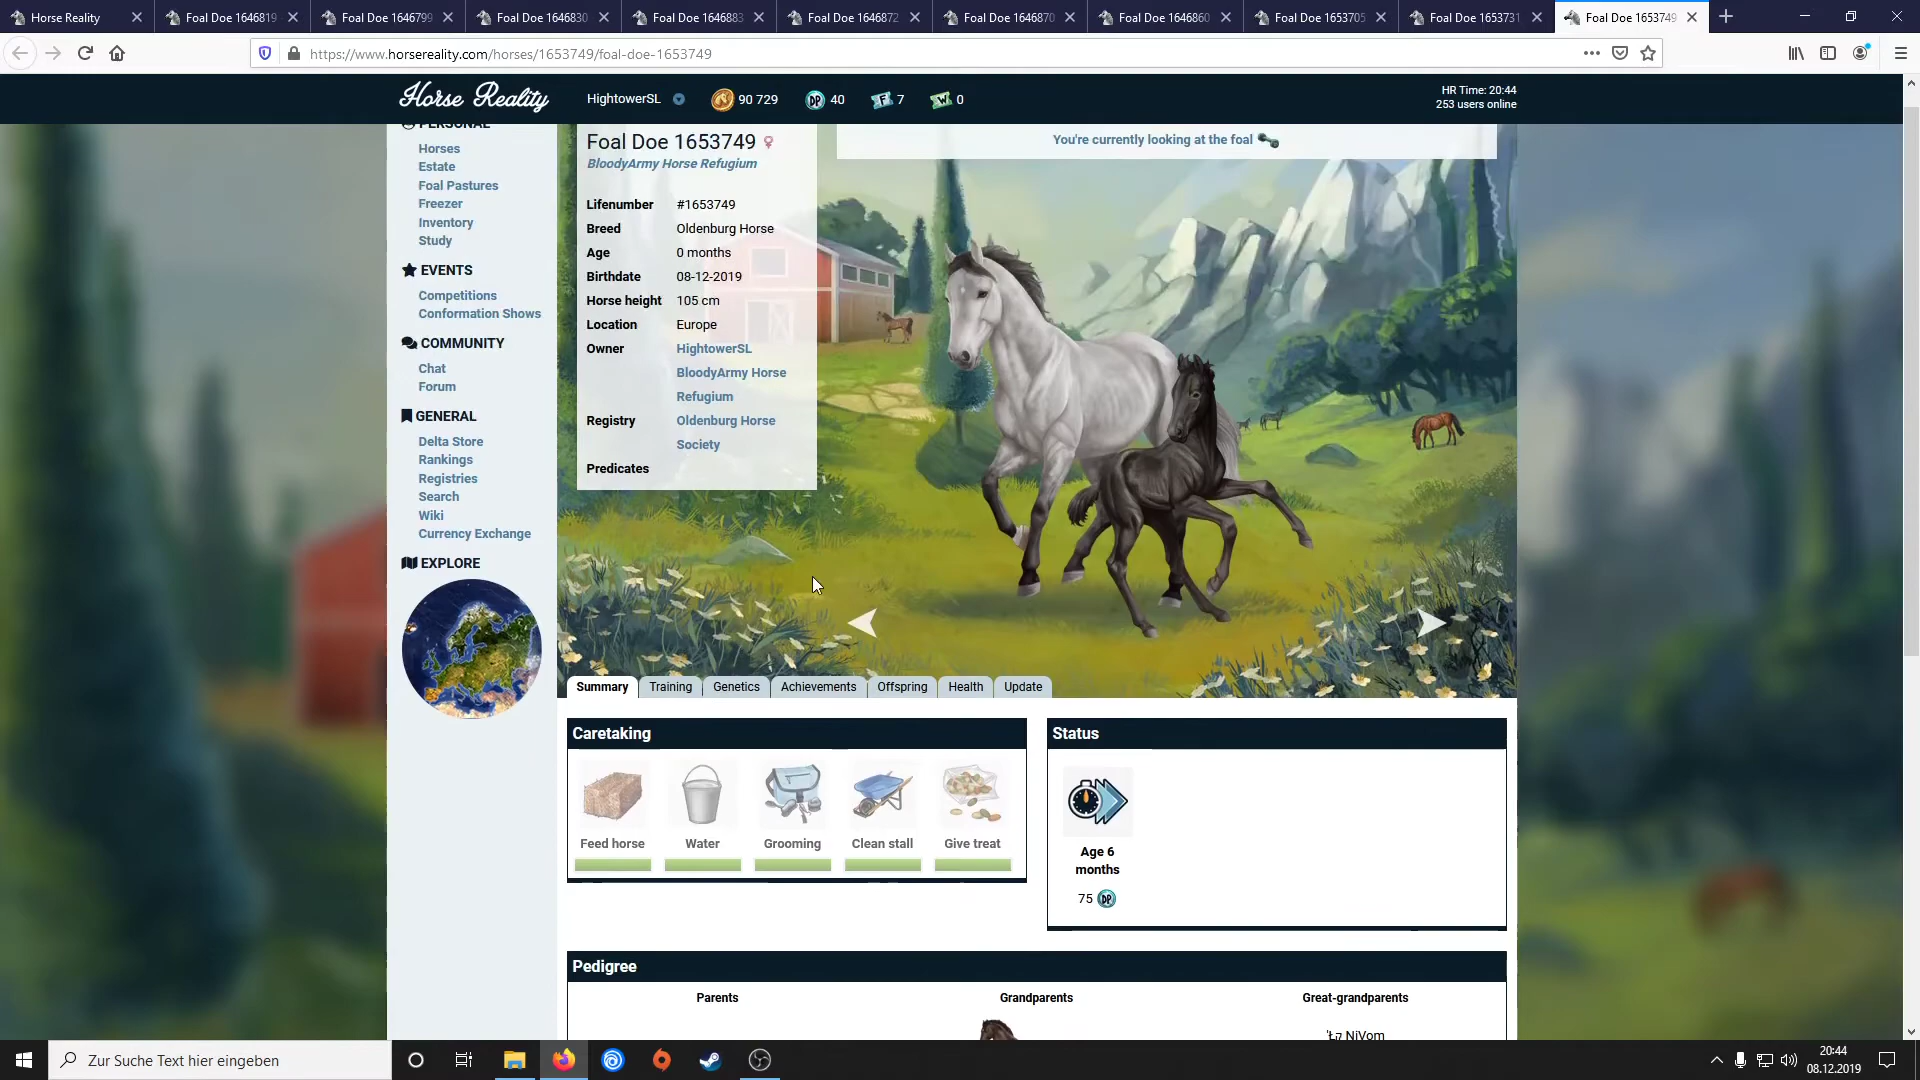 Horse Reality
Foal Doe 1646819
Foal Doe 1646799
Foal Doe 1646830
Foal Doe 1646883
Foal Doe 1646872
Foal Doe 1646870
Foal Doe 1646860
Foal Doe 1653705
Foal Doe 1653731
Foal Doe 1653749
https://www.horsereality.com/horses/1653749/foal-doe-1653749
Horse Reality
HightowerSL
90 729
DP 40
F 7
W 0
HR Time: 20:44
253 users online
PERSONAL
Horses
Estate
Foal Pastures
Freezer
Inventory
Study
EVENTS
Competitions
Conformation Shows
COMMUNITY
Chat
Forum
GENERAL
Delta Store
Rankings
Registries
Search
Wiki
Currency Exchange
EXPLORE
Foal Doe 1653749 ♀
BloodyArmy Horse Refugium
Lifenumber #1653749
Breed Oldenburg Horse
Age 0 months
Birthdate 08-12-2019
Horse height 105 cm
Location Europe
Owner HightowerSL
BloodyArmy Horse
Refugium
Registry Oldenburg Horse
Society
Predicates
You're currently looking at the foal
Summary Training Genetics Achievements Offspring Health Update
Caretaking
Feed horse Water Grooming Clean stall Give treat
Status
Age 6
months
75 DP
Pedigree
Parents Grandparents Great-grandparents
NiVom
Zur Suche Text hier eingeben
20:44
08.12.2019